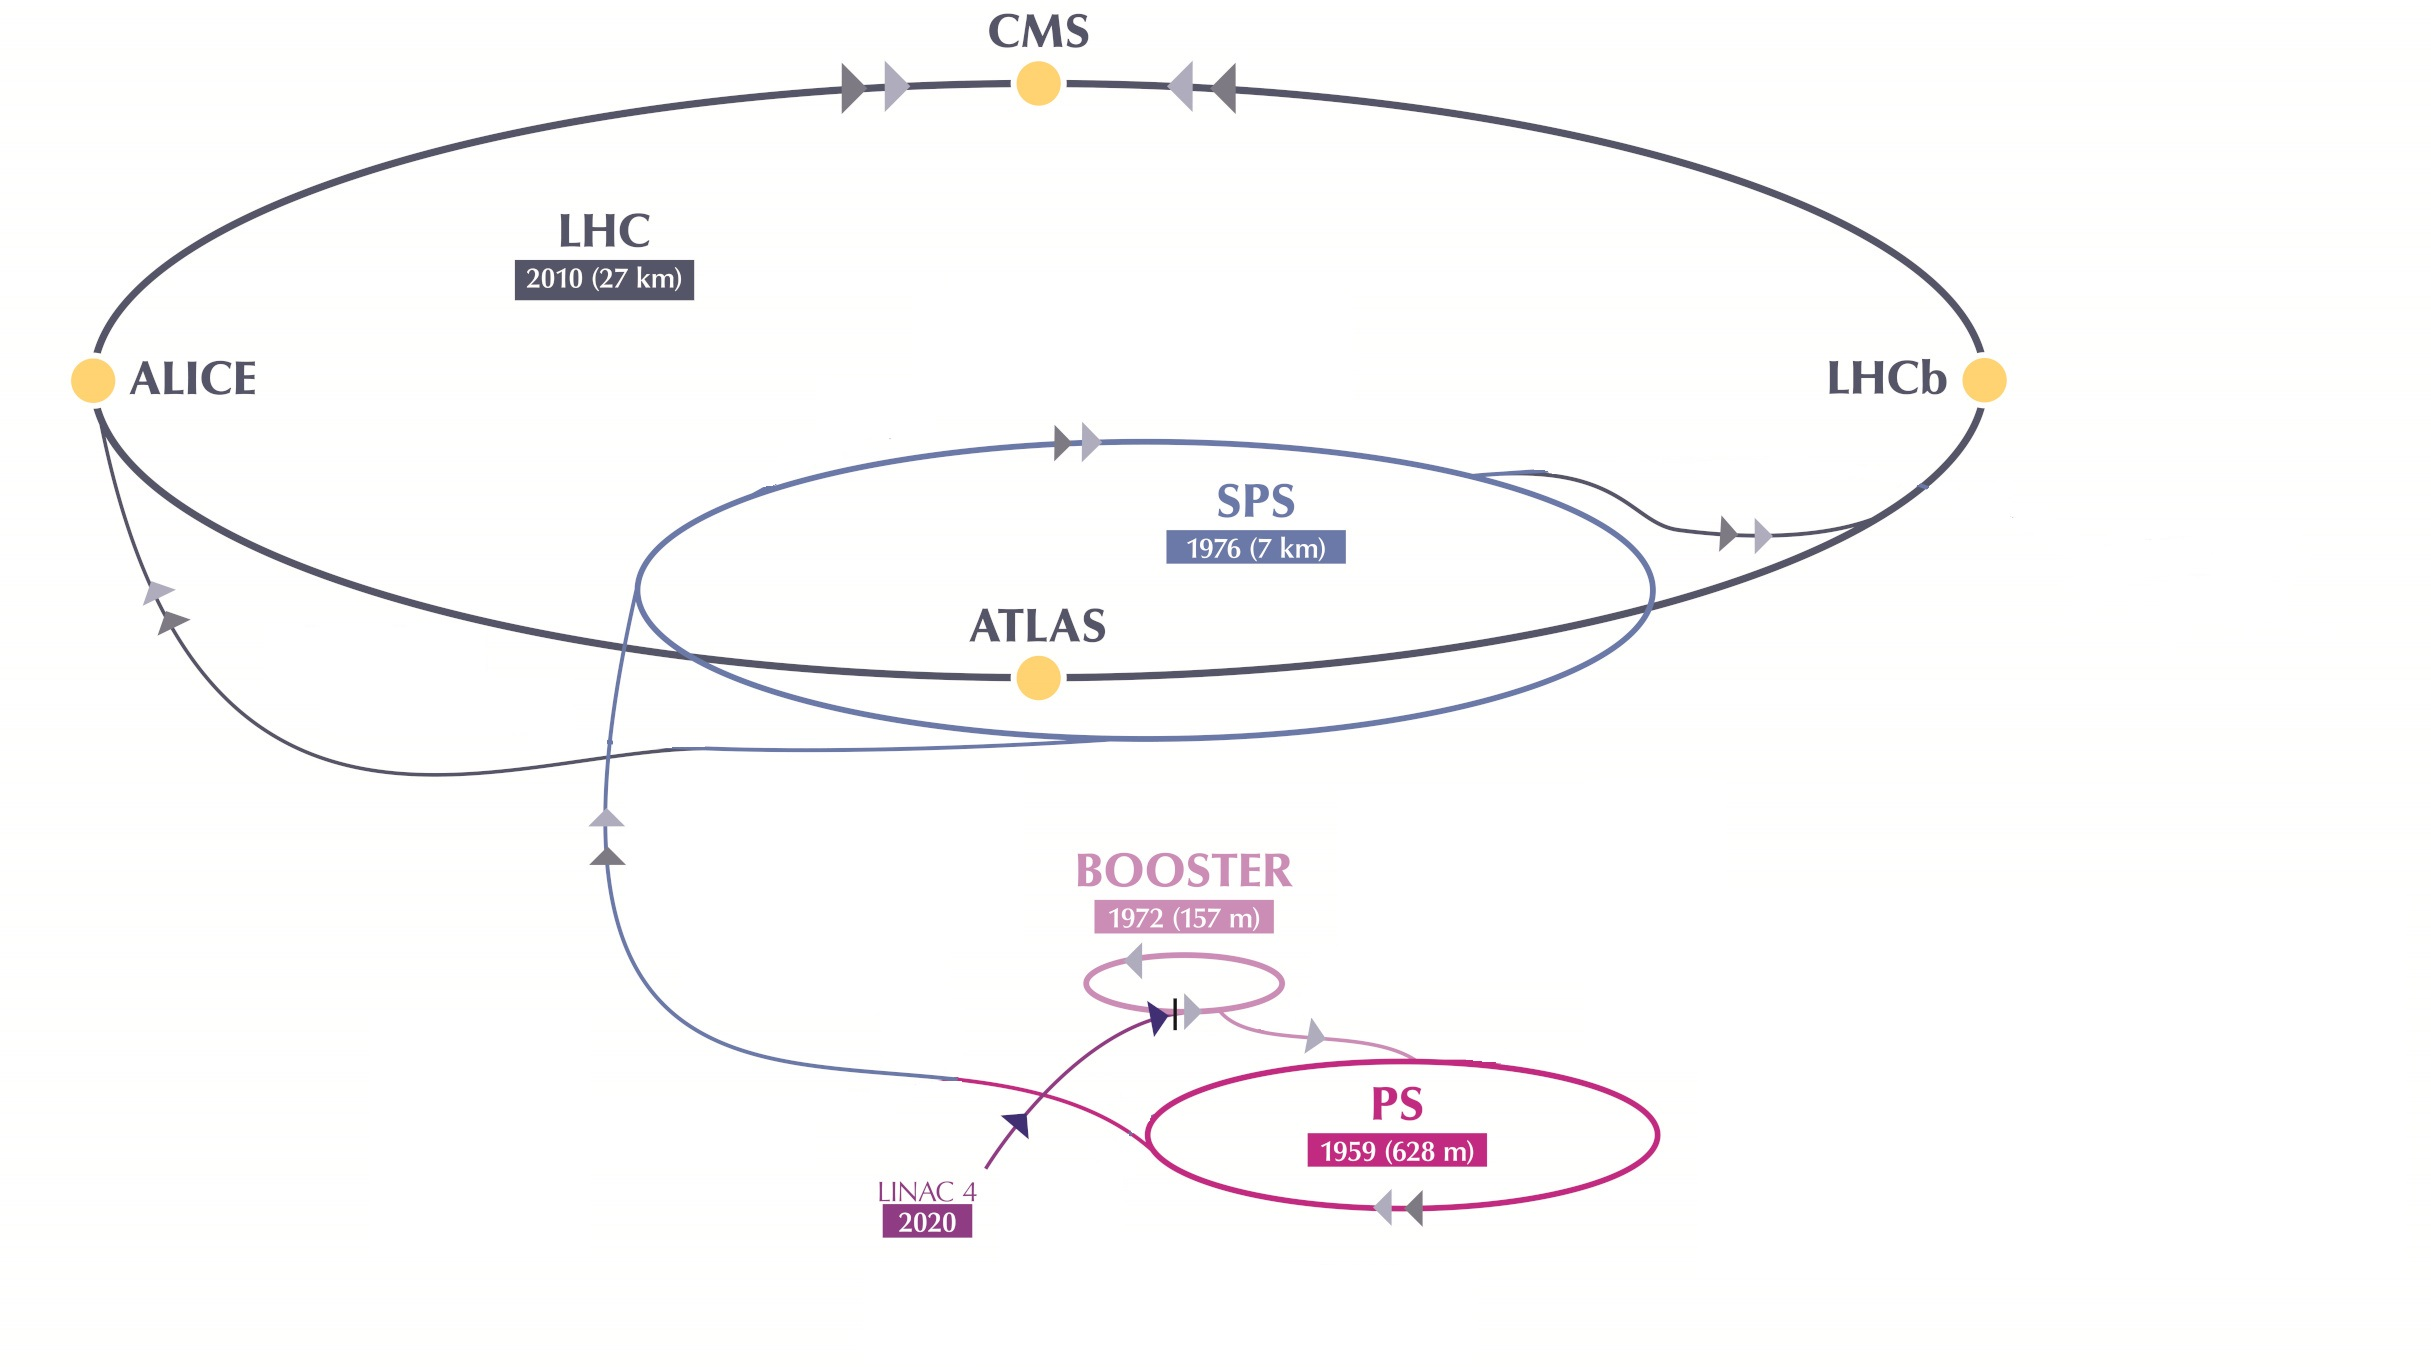 CMS
LHC
2010 (27 km)
ALICE
LHCb
SPS
1976 (7 km)
ATLAS
BOOSTER
1972 (157 m)
PS
1959 (628 m)
LINAC 4
2020